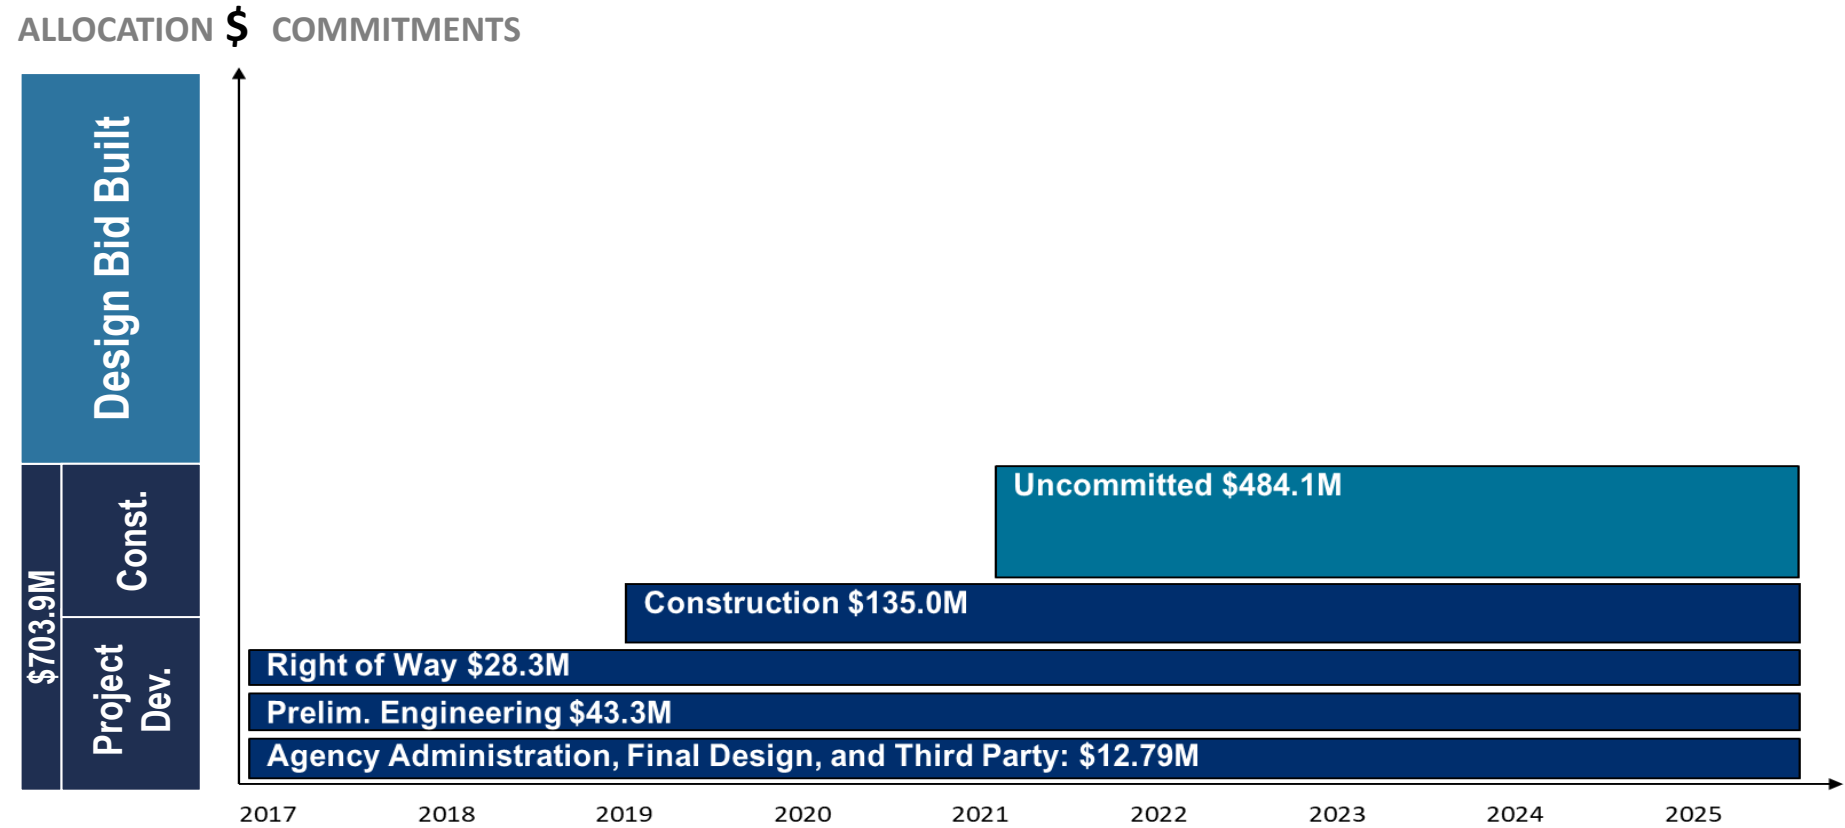 ALLOCATION $ COMMITMENTS
Design Bid Built
Const.
$703.9M
Project
Dev.
Uncommitted $484.1M
Construction $135.0M
Right of Way $28.3M
Prelim. Engineering $43.3M
Agency Administration, Final Design, and Third Party: $12.79M
2017 2018 2019 2020 2021 2022 2023 2024 2025